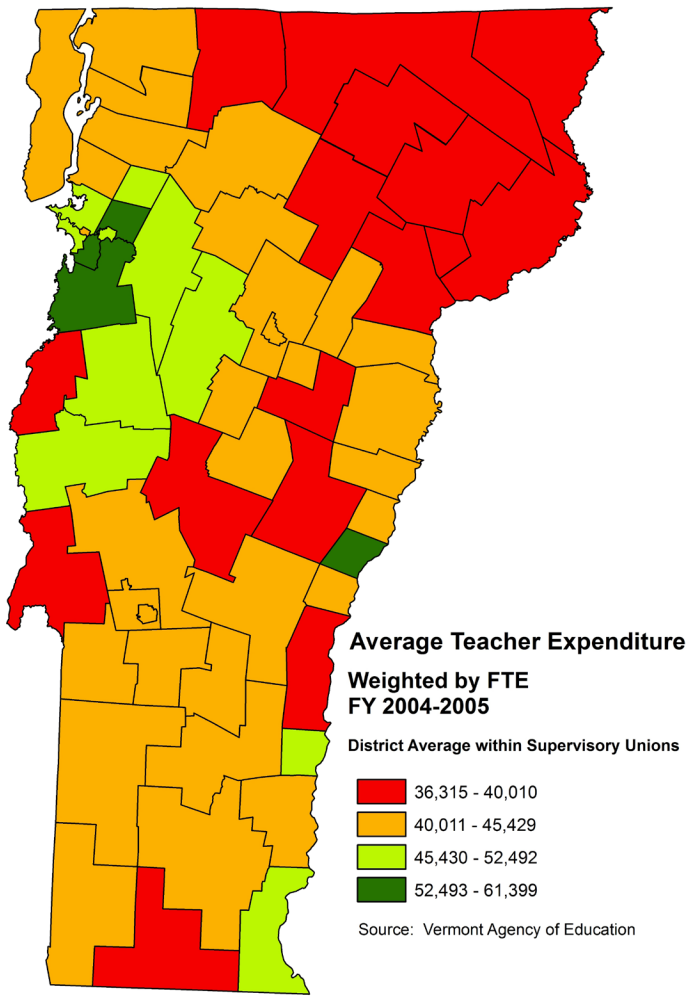 Average Teacher Expenditure
Weighted by FTE
FY 2004-2005
District Average within Supervisory Unions
36,315 - 40,010
40,011 - 45,429
45,430 - 52,492
52,493 - 61,399
Source:  Vermont Agency of Education